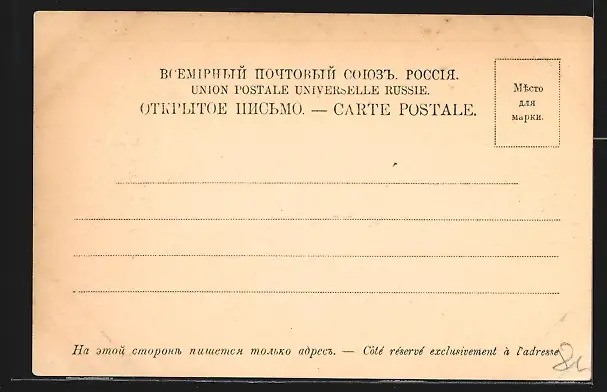 ВСЕМІРНЫЙ ПОЧТОВЫЙ СОЮЗЪ. РОССІЯ.
UNION POSTALE UNIVERSELLE RUSSIE.
ОТКРЫТОЕ ПИСЬМО. — CARTE POSTALE.
Мѣсто
для
марки.
На этой сторонѣ пишется только адресъ. — Côté réservé exclusivement à l'adresse